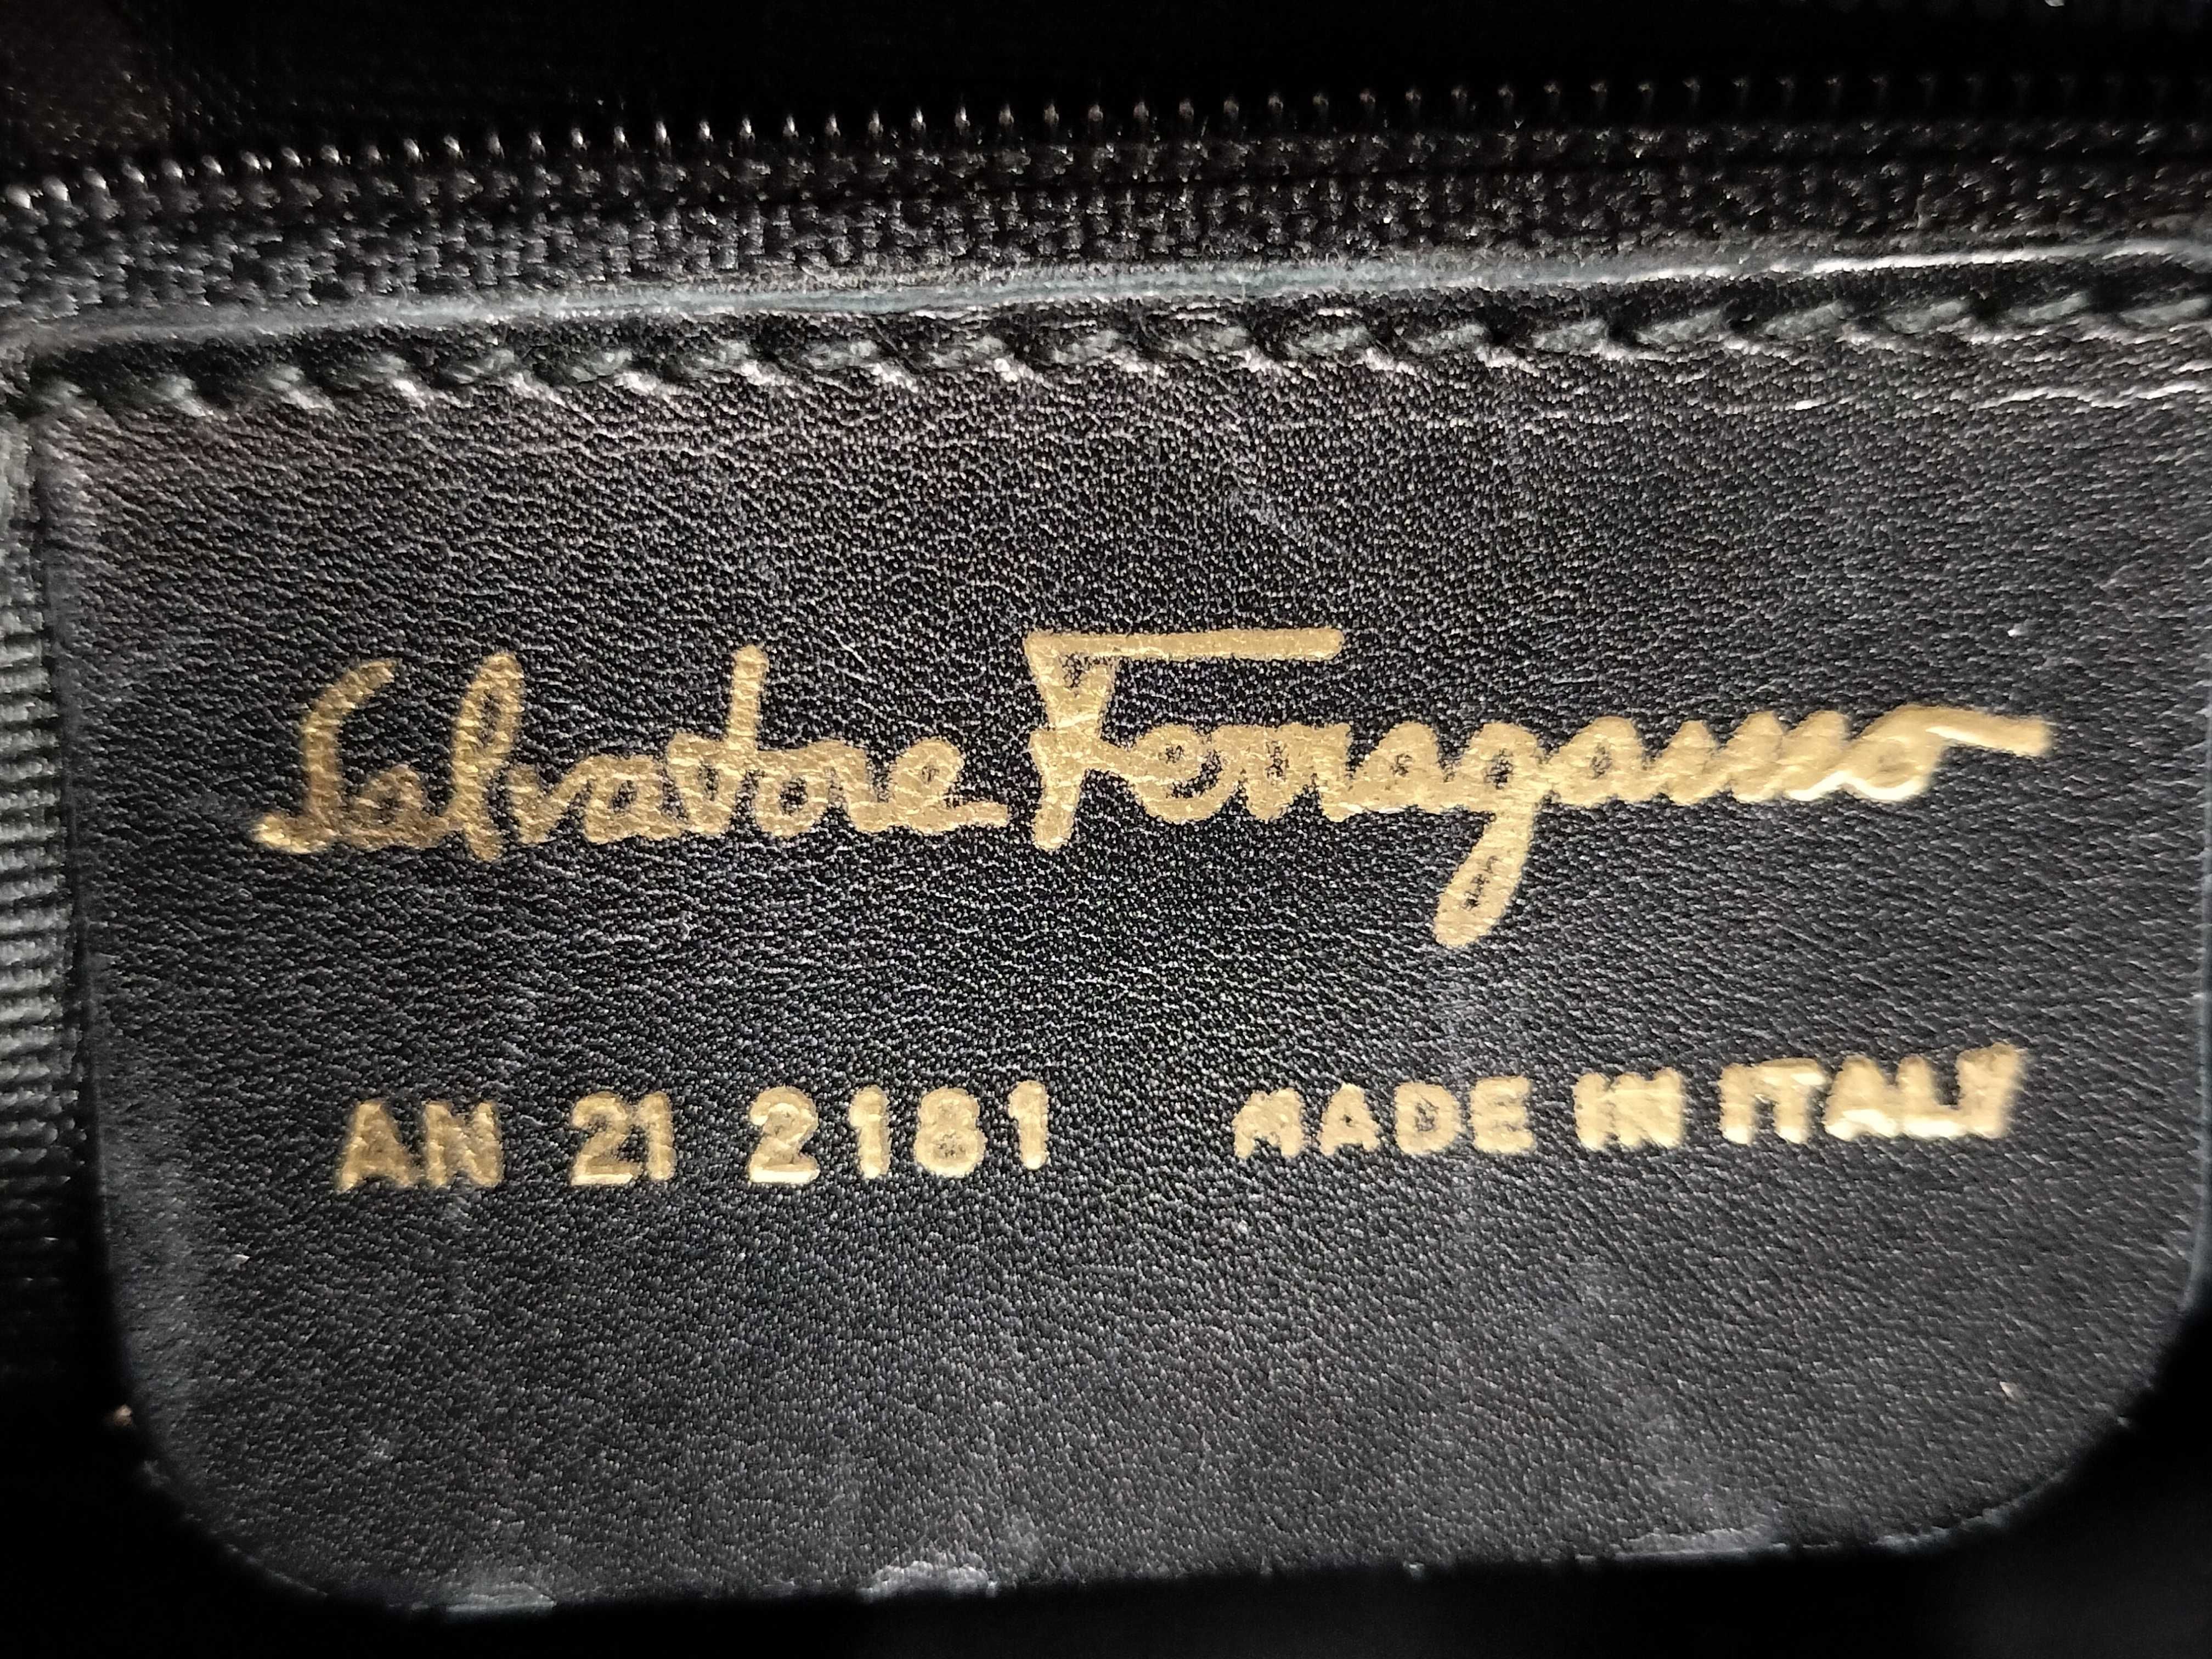 Salvatore Ferragamo
AN 21 2181 MADE IN ITALY